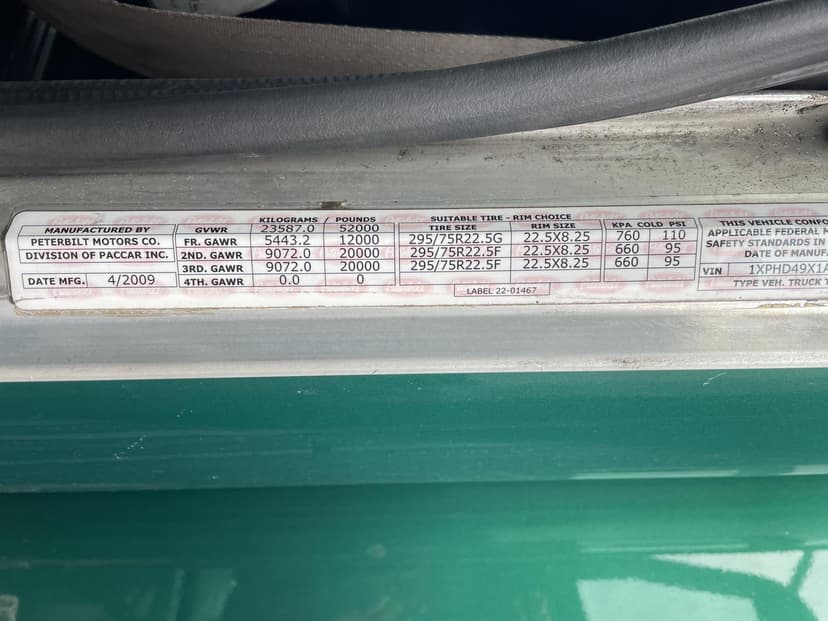 KILOGRAMS / POUNDS SUITABLE TIRE - RIM CHOICE
MANUFACTURED BY GVWR 23587.0 52000 TIRE SIZE RIM SIZE KPA COLD PSI THIS VEHICLE CONFO
PETERBILT MOTORS CO. FR. GAWR 5443.2 12000 295/75R22.5G 22.5X8.25 760 110 APPLICABLE FEDERAL M
DIVISION OF PACCAR INC. 2ND. GAWR 9072.0 20000 295/75R22.5F 22.5X8.25 660 95 SAFETY STANDARDS IN
3RD. GAWR 9072.0 20000 295/75R22.5F 22.5X8.25 660 95 DATE OF MANUF
DATE MFG. 4/2009 4TH. GAWR 0.0 0 VIN 1XPHD49X1A
LABEL 22-01467 TYPE VEH. TRUCK T